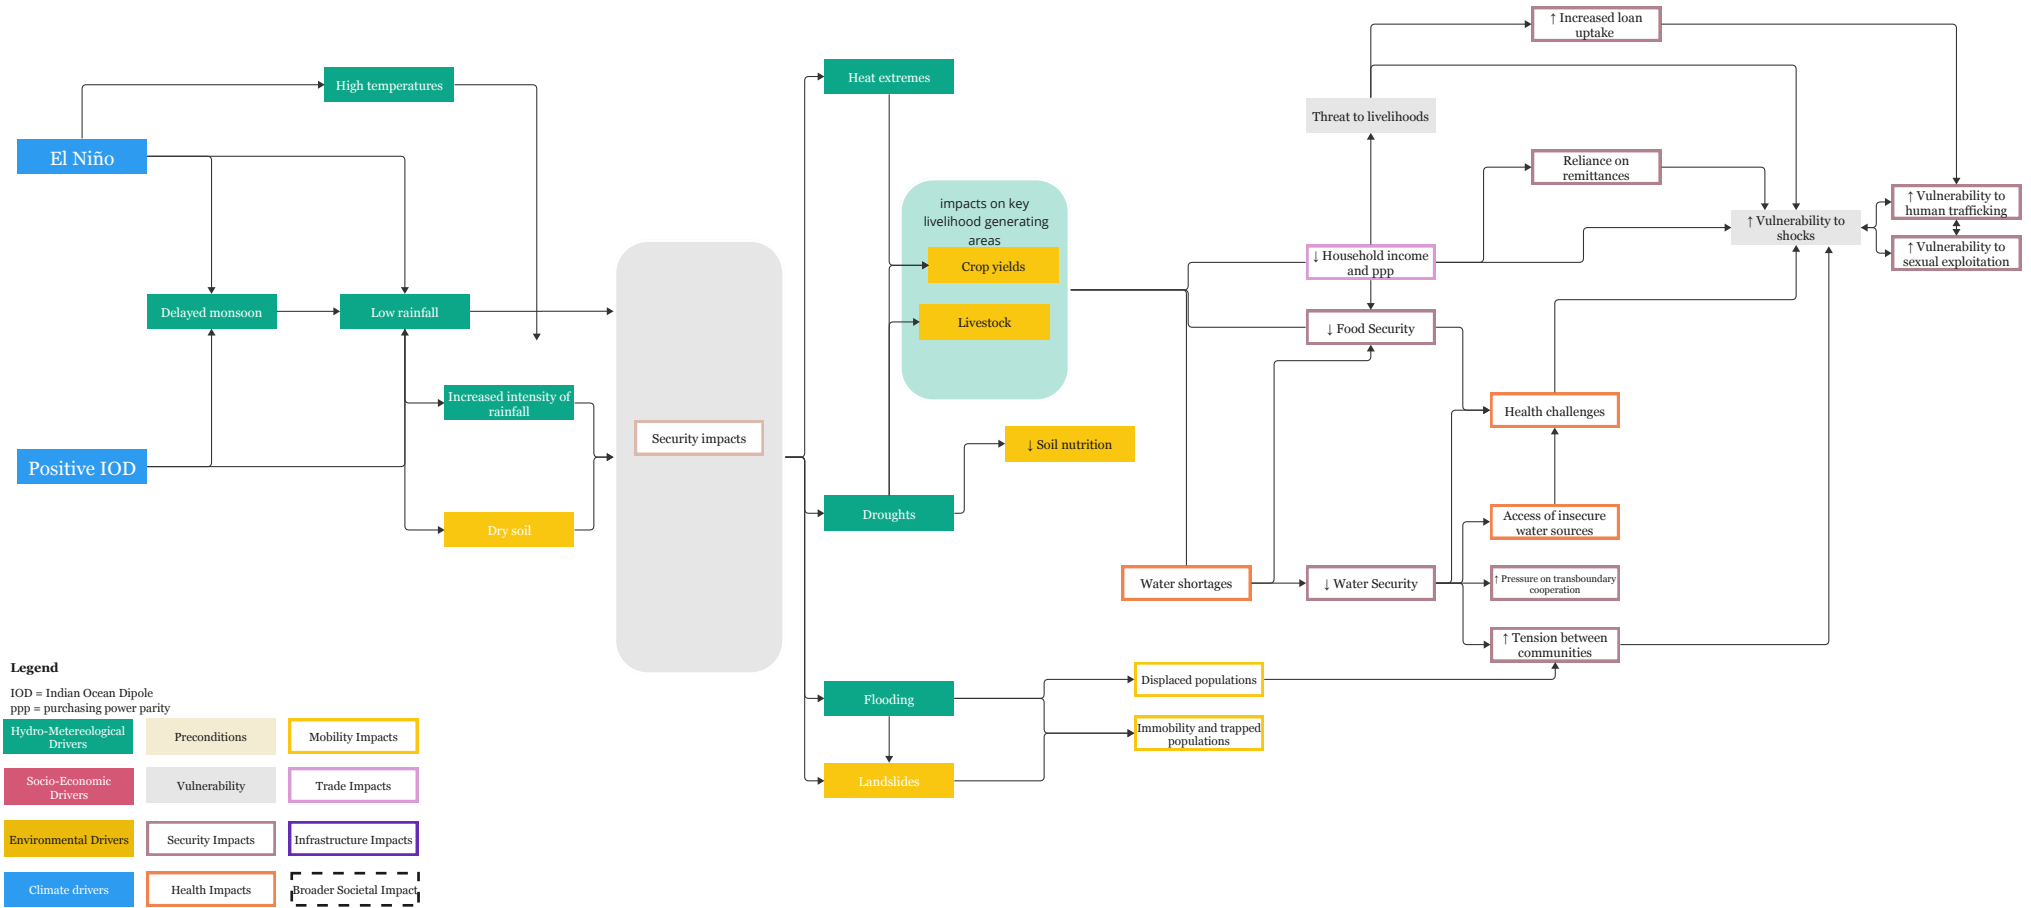 ↑ Increased loan
uptake
High temperatures
Heat extremes
Threat to livelihoods
El Niño
Reliance on
remittances
impacts on key
livelihood generating
areas
↑ Vulnerability to
human trafficking
↑ Vulnerability to
shocks
↑ Vulnerability to
sexual exploitation
Crop yields
↓ Household income
and ppp
Delayed monsoon
Low rainfall
Livestock
↓ Food Security
Increased intensity of
rainfall
Health challenges
Security impacts
↓ Soil nutrition
Positive IOD
Droughts
Access of insecure
water sources
Dry soil
Water shortages
↓ Water Security
↑ Pressure on transboundary
cooperation
↑ Tension between
communities
Displaced populations
Flooding
Immobility and trapped
populations
Landslides
Legend
IOD = Indian Ocean Dipole
ppp = purchasing power parity
Hydro-Metereological
Drivers
Preconditions
Mobility Impacts
Socio-Economic
Drivers
Vulnerability
Trade Impacts
Environmental Drivers
Security Impacts
Infrastructure Impacts
Climate drivers
Health Impacts
Broader Societal Impact